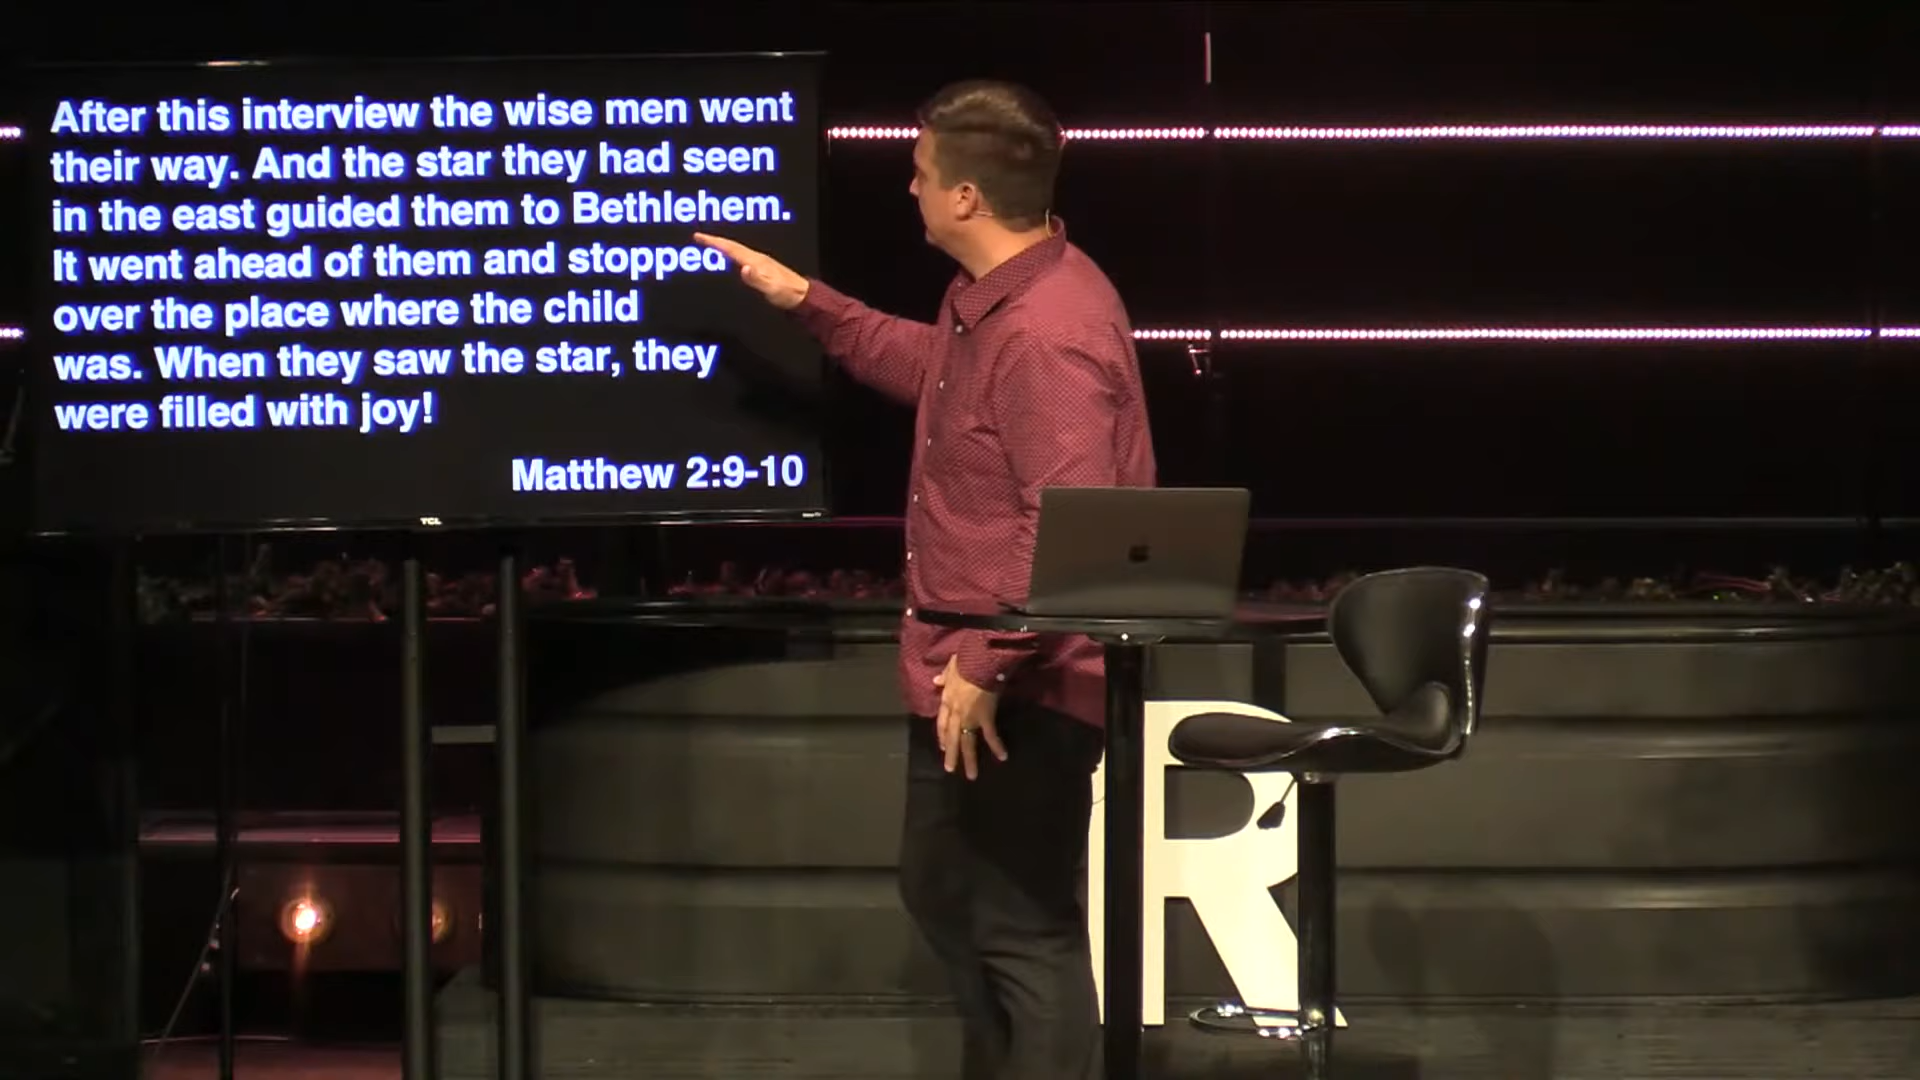 After this interview the wise men went
their way. And the star they had seen
in the east guided them to Bethlehem.
It went ahead of them and stopped
over the place where the child
was. When they saw the star, they
were filled with joy!
Matthew 2:9-10
TCL
R